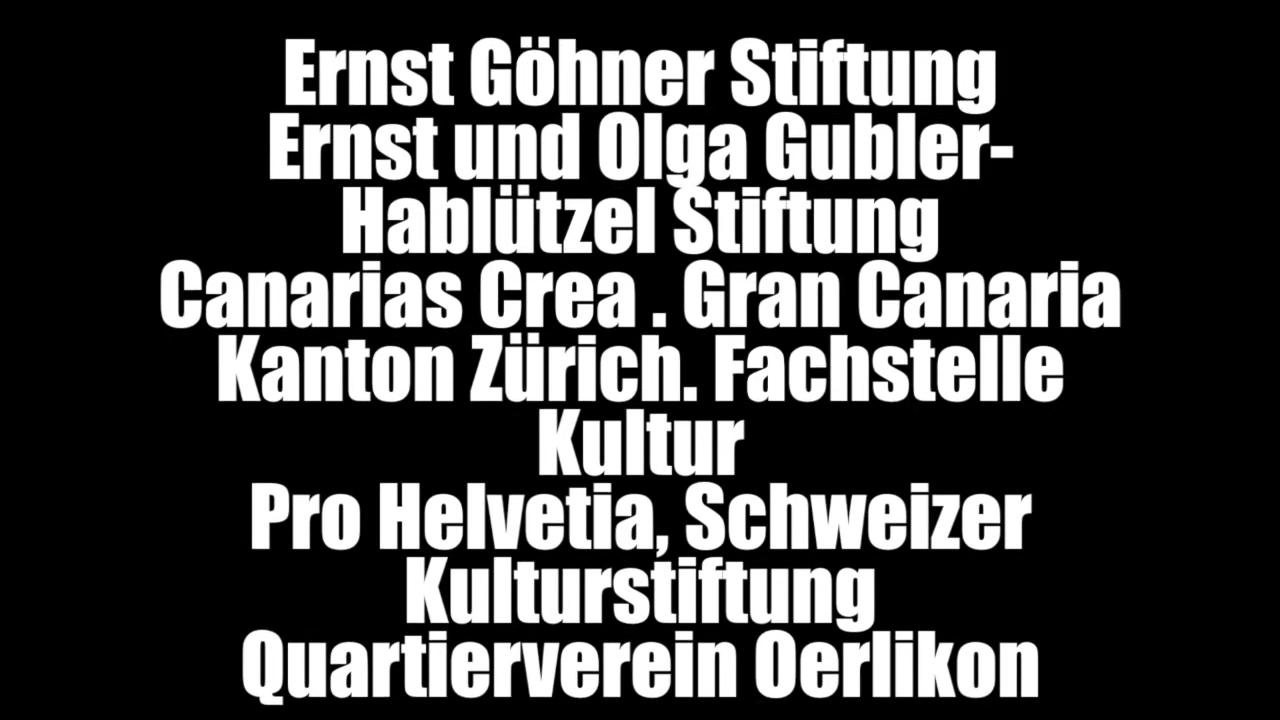 Ernst Göhner Stiftung
Ernst und Olga Gubler-
Hablützel Stiftung
Canarias Crea . Gran Canaria
Kanton Zürich. Fachstelle
Kultur
Pro Helvetia, Schweizer
Kulturstiftung
Quartierverein Oerlikon